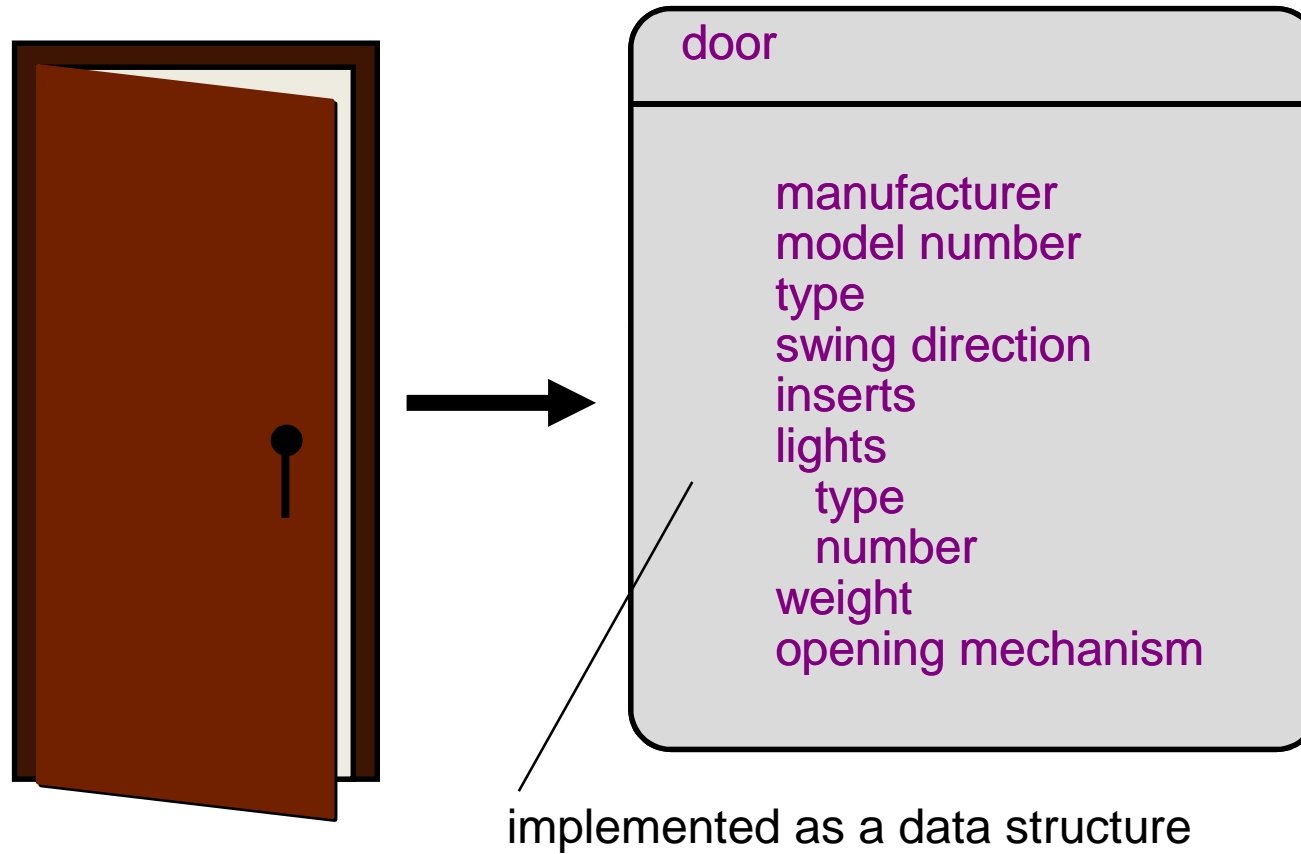 door
manufacturer
model number
type
swing direction
inserts
lights
type
number
weight
opening mechanism
implemented as a data structure